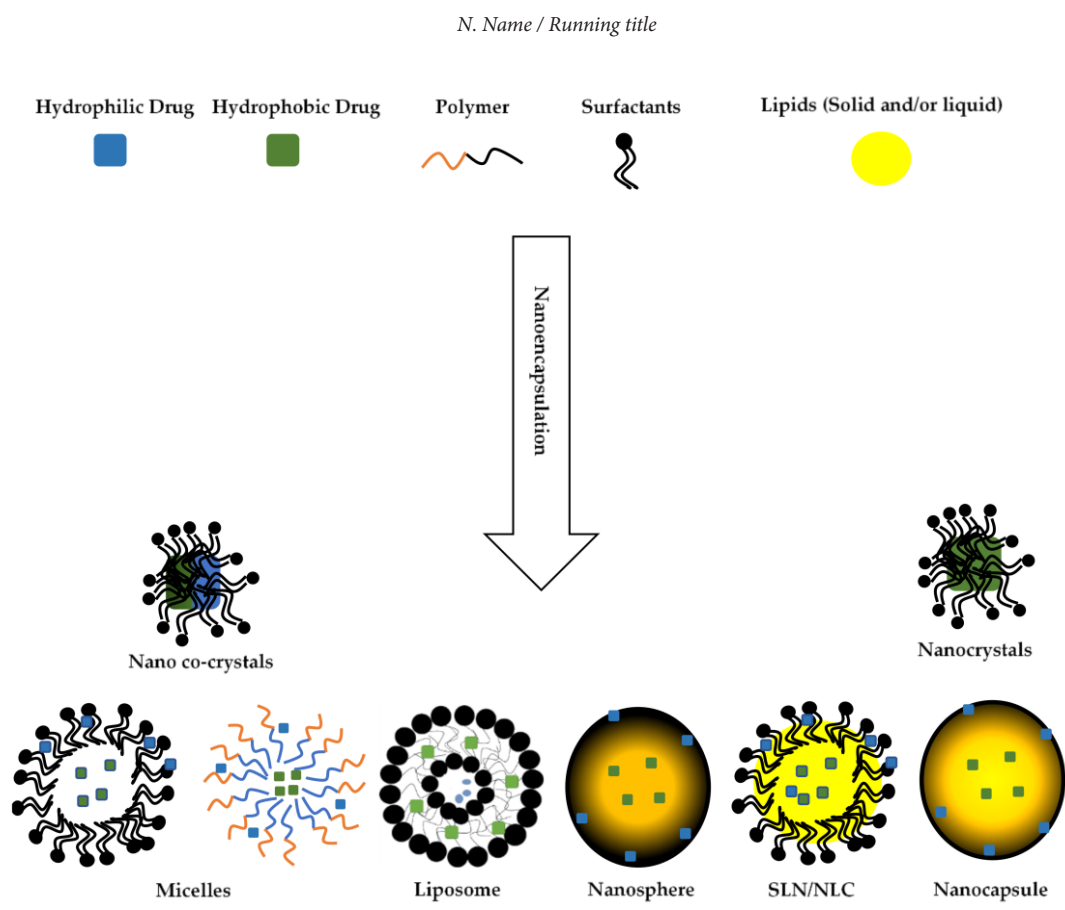 N. Name / Running title
Hydrophilic Drug
Hydrophobic Drug
Polymer
Surfactants
Lipids (Solid and/or liquid)
Nanoencapsulation
Nano co-crystals
Nanocrystals
Micelles
Liposome
Nanosphere
SLN/NLC
Nanocapsule